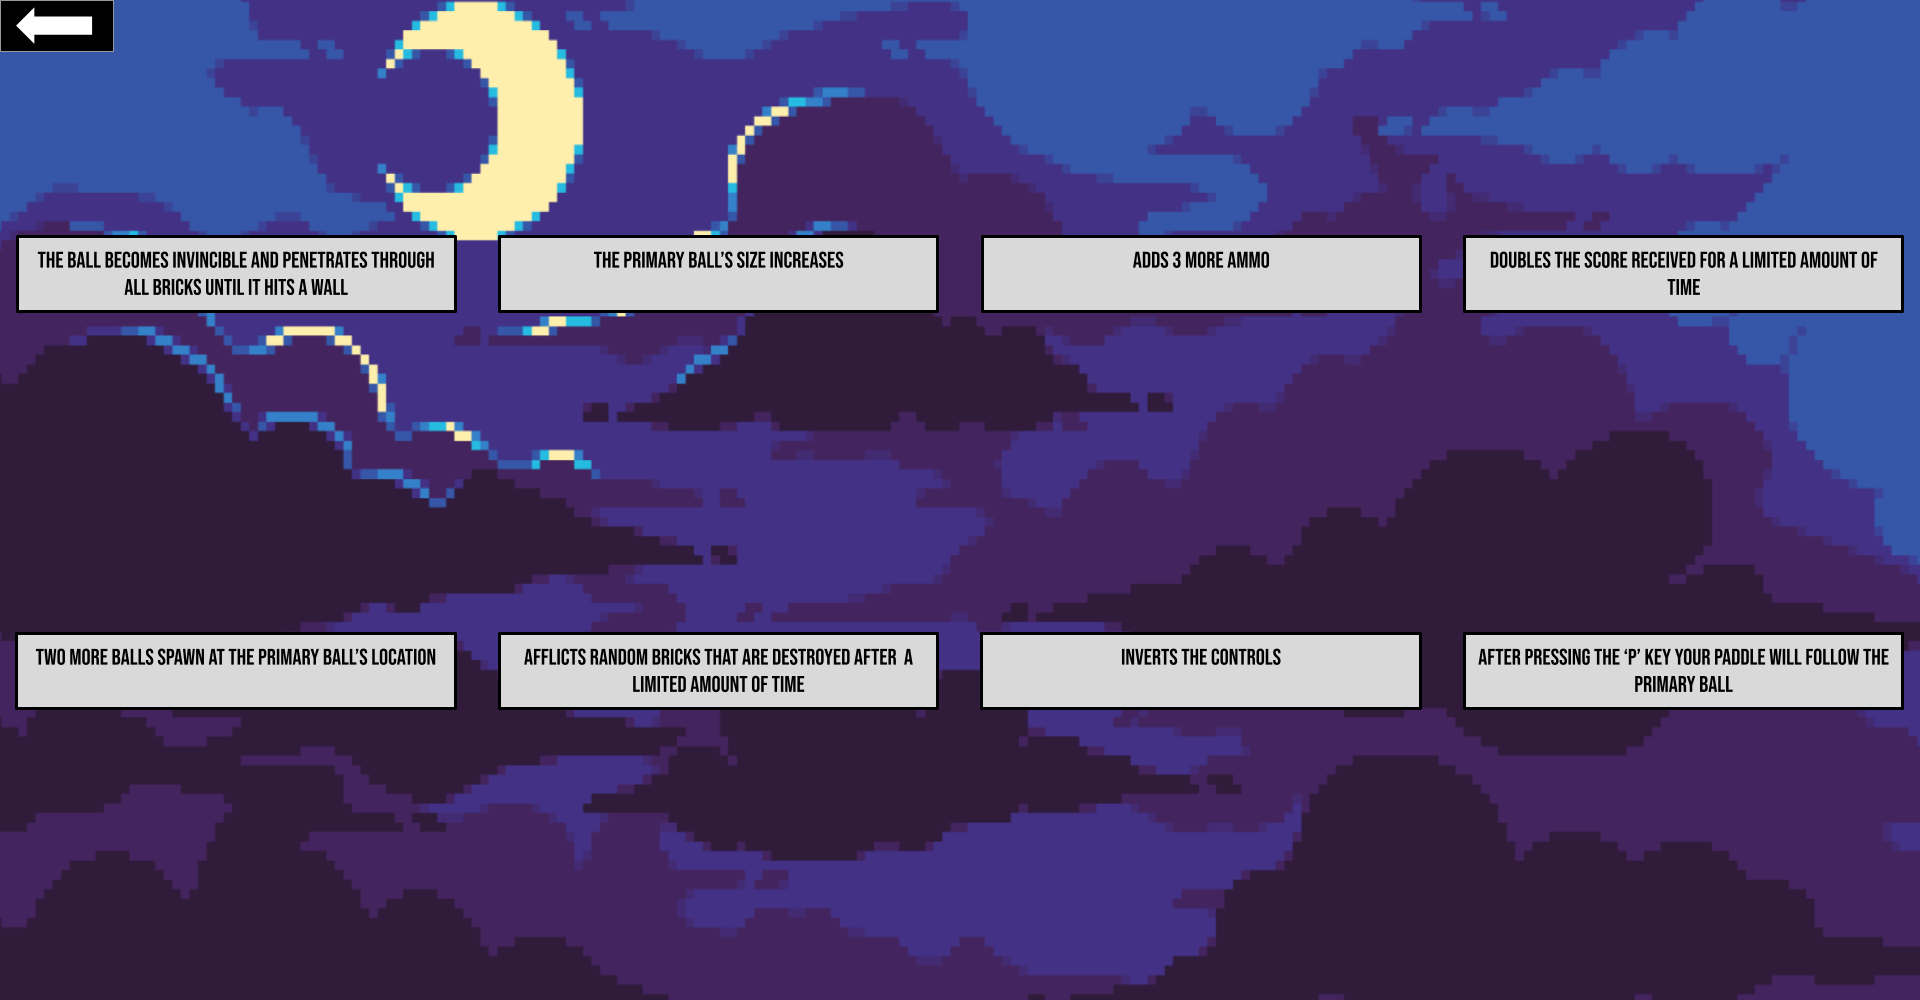 THE BALL BECOMES INVINCIBLE AND PENETRATES THROUGH
ALL BRICKS UNTIL IT HITS A WALL
THE PRIMARY BALL'S SIZE INCREASES
ADDS 3 MORE AMMO
DOUBLES THE SCORE RECEIVED FOR A LIMITED AMOUNT OF
TIME
TWO MORE BALLS SPAWN AT THE PRIMARY BALL'S LOCATION
AFFLICTS RANDOM BRICKS THAT ARE DESTROYED AFTER  A
LIMITED AMOUNT OF TIME
INVERTS THE CONTROLS
AFTER PRESSING THE 'P' KEY YOUR PADDLE WILL FOLLOW THE
PRIMARY BALL